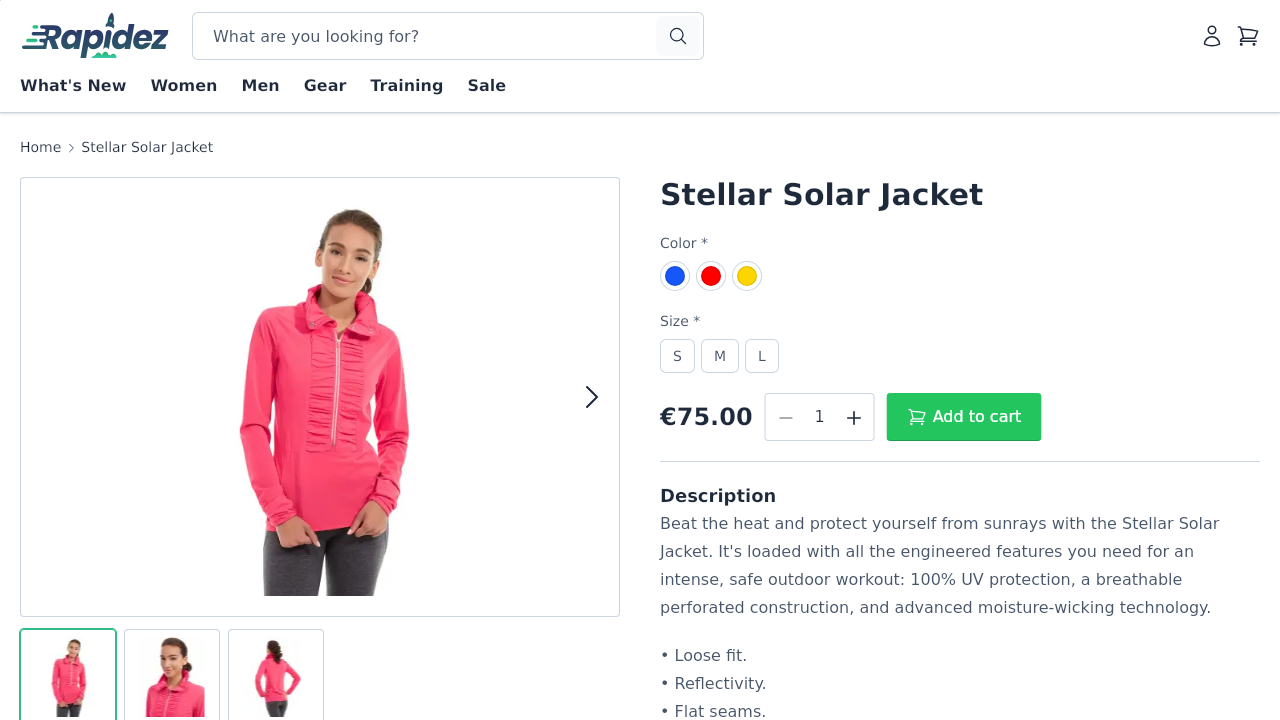 Rapidez
What are you looking for?
What's New
Women
Men
Gear
Training
Sale
Home
Stellar Solar Jacket
Stellar Solar Jacket
Color *
Size *
S
M
L
€75.00
1
Add to cart
Description
Beat the heat and protect yourself from sunrays with the Stellar Solar
Jacket. It's loaded with all the engineered features you need for an
intense, safe outdoor workout: 100% UV protection, a breathable
perforated construction, and advanced moisture-wicking technology.
• Loose fit.
• Reflectivity.
• Flat seams.